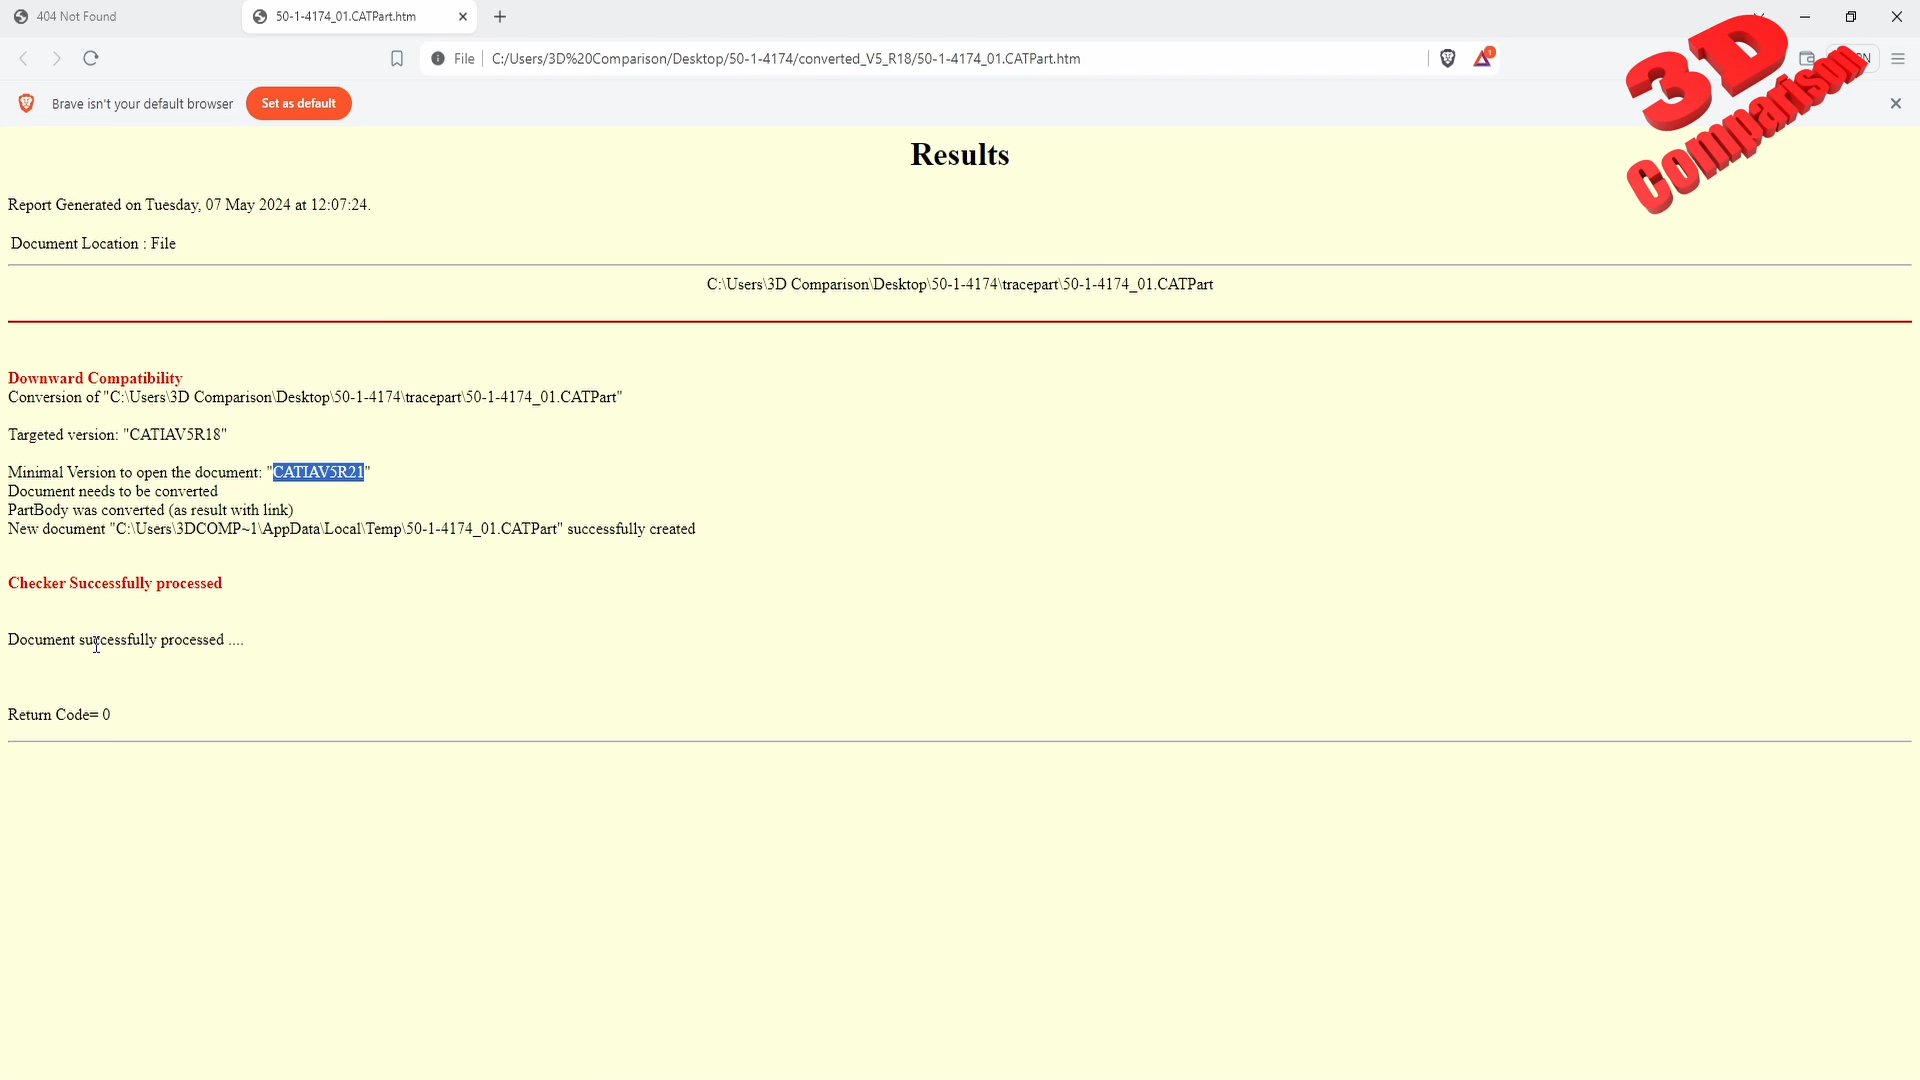 404 Not Found
50-1-4174_01.CATPart.htm
File
C:/Users/3D%20Comparison/Desktop/50-1-4174/converted_V5_R18/50-1-4174_01.CATPart.htm
1
Brave isn't your default browser
Set as default
3D
Comparison
Results
Report Generated on Tuesday, 07 May 2024 at 12:07:24.
Document Location : File
C:\Users\3D Comparison\Desktop\50-1-4174\tracepart\50-1-4174_01.CATPart
Downward Compatibility
Conversion of "C:\Users\3D Comparison\Desktop\50-1-4174\tracepart\50-1-4174_01.CATPart"
Targeted version: "CATIAV5R18"
Minimal Version to open the document: "CATIAV5R21"
Document needs to be converted
PartBody was converted (as result with link)
New document "C:\Users\3DCOMP~1\AppData\Local\Temp\50-1-4174_01.CATPart" successfully created
Checker Successfully processed
Document successfully processed ....
Return Code= 0